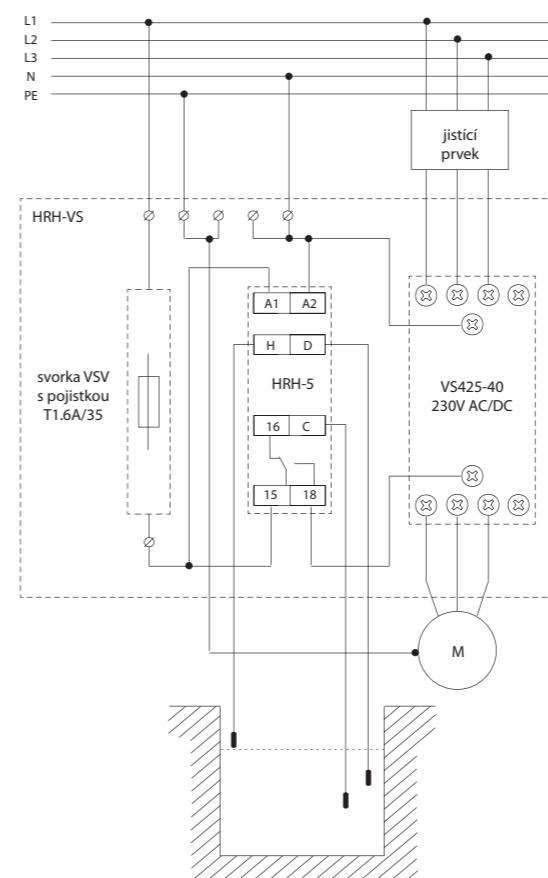 L1
L2
L3
N
PE
jistící
prvek
HRH-VS
A1 A2
H D
HRH-5
svorka VSV
s pojistkou
T1.6A/35
VS425-40
230V AC/DC
16 C
15 18
M